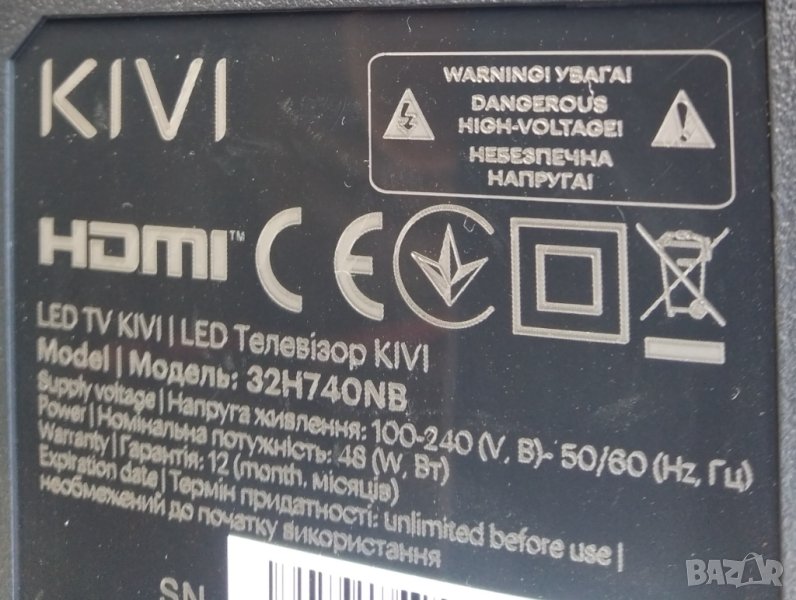 KIVI
WARNING! УВАГА!
DANGEROUS
HIGH-VOLTAGE!
НЕБЕЗПЕЧНА
НАПРУГА!
HDMI™
CE
LED TV KIVI | LED Телевізор KIVI
Model | Модель: 32H740NB
Supply voltage | Напруга живлення: 100-240 (V, В)- 50/60 (Hz, Гц)
Power | Номінальна потужність: 48 (W, Вт)
Warranty | Гарантія: 12 (month, місяців)
Expiration date | Термін придатності: unlimited before use |
необмежений до початку використання
SN
BAZAR